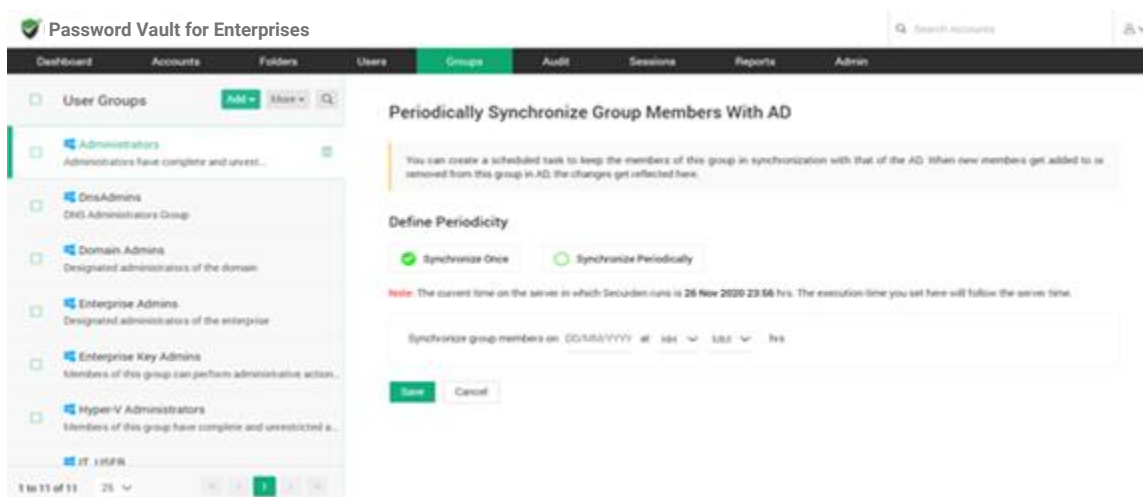 Password Vault for Enterprises
Search Accounts
Dashboard Accounts Folders Users Groups Audit Sessions Reports Admin
User Groups Add More
Administrators
Administrators have complete and unrest...
DnsAdmins
DNS Administrators Group
Domain Admins
Designated administrators of the domain
Enterprise Admins
Designated administrators of the enterprise
Enterprise Key Admins
Members of this group can perform administrative action...
Hyper-V Administrators
Members of this group have complete and unrestricted a...
IT_USER
1 to 11 of 11 25
1
Periodically Synchronize Group Members With AD
You can create a scheduled task to keep the members of this group in synchronization with that of the AD. When new members get added to or
removed from this group in AD, the changes get reflected here.
Define Periodicity
Synchronize Once Synchronize Periodically
Note: The current time on the server in which Securden runs is 26 Nov 2020 23:56 hrs. The execution time you set here will follow the server time.
Synchronize group members on DD/MM/YYYY at HH MM hrs
Save Cancel